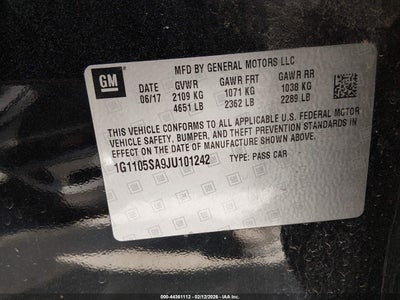 GM
MFD BY GENERAL MOTORS LLC
DATE GVWR GAWR FRT GAWR RR
06/17 2109 KG 1071 KG 1038 KG
4651 LB 2362 LB 2289 LB
THIS VEHICLE CONFORMS TO ALL APPLICABLE U.S. FEDERAL MOTOR
VEHICLE SAFETY, BUMPER, AND THEFT PREVENTION STANDARDS IN
EFFECT ON THE DATE OF MANUFACTURE SHOWN ABOVE.
1G1105SA9JU101242 TYPE: PASS CAR
000-44361112 - 02/12/2026 - IAA Inc.